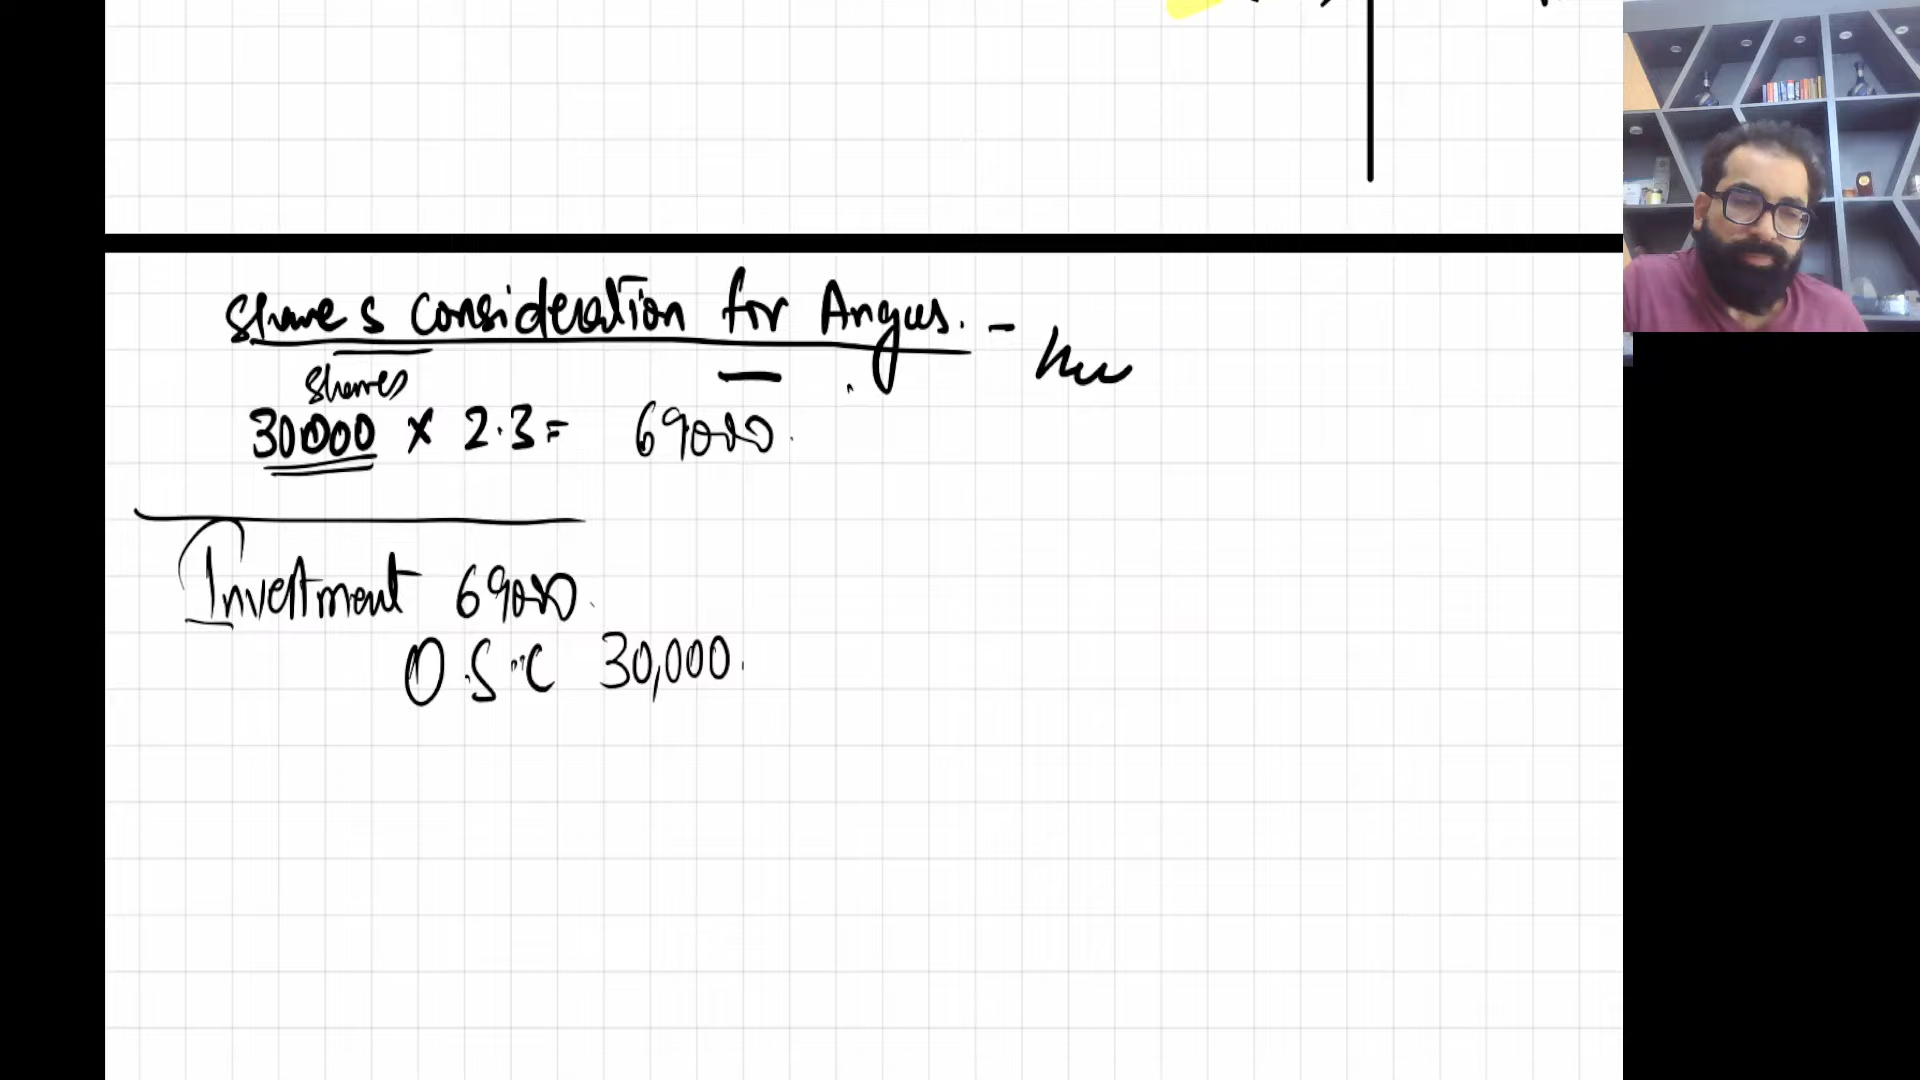 Shares consideration for Angus. -
shares
30000 x 2.3 = 69000.
Investment 69000.
O.S.C 30,000.